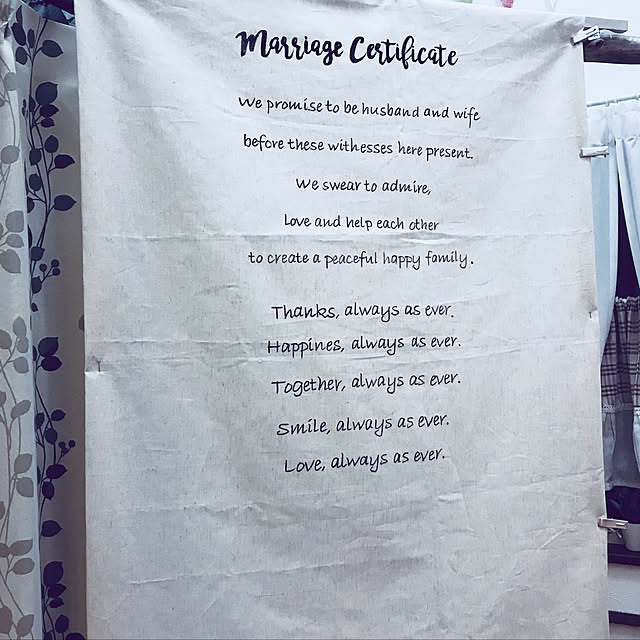 Marriage Certificate
We promise to be husband and wife
before these withesses here present.
We swear to admire,
Love and help each other
to create a peaceful happy family.
Thanks, always as ever.
Happines, always as ever.
Together, always as ever.
Smile, always as ever.
Love, always as ever.